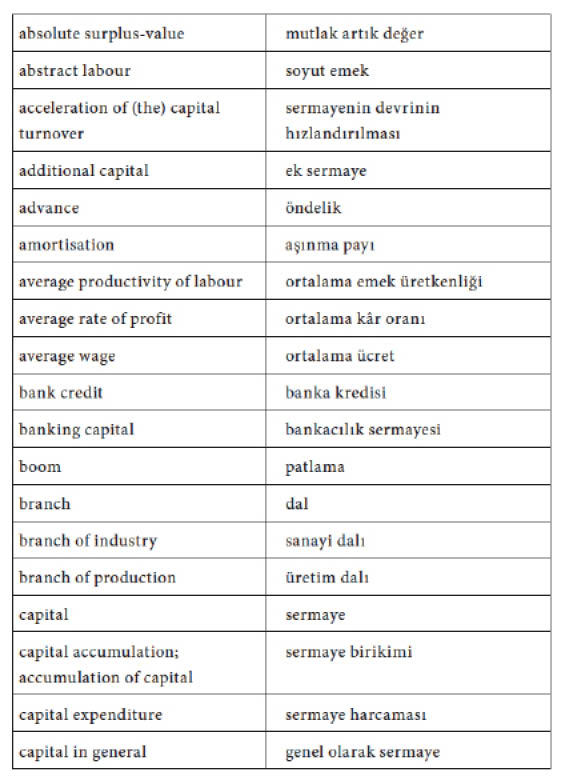 absolute surplus-value mutlak artık değer
abstract labour soyut emek
acceleration of (the) capital sermayenin devrinin
turnover hızlandırılması
additional capital ek sermaye
advance öndelik
amortisation aşınma payı
average productivity of labour ortalama emek üretkenliği
average rate of profit ortalama kâr oranı
average wage ortalama ücret
bank credit banka kredisi
banking capital bankacılık sermayesi
boom patlama
branch dal
branch of industry sanayi dalı
branch of production üretim dalı
capital sermaye
capital accumulation; sermaye birikimi
accumulation of capital
capital expenditure sermaye harcaması
capital in general genel olarak sermaye